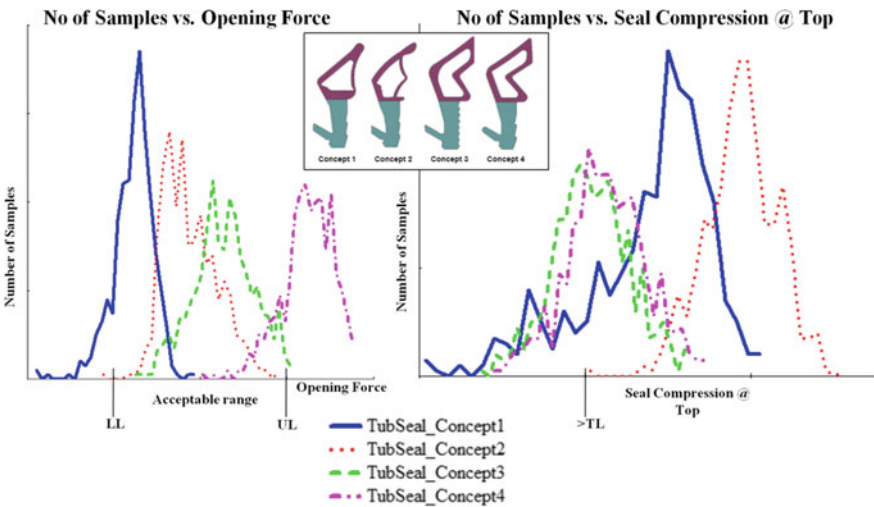 No of Samples vs. Opening Force
No of Samples vs. Seal Compression @ Top
Concept 1
Concept 2
Concept 3
Concept 4
Number of Samples
Number of Samples
Opening Force
Acceptable range
LL
UL
Seal Compression @
Top
>TL
TubSeal_Concept1
TubSeal_Concept2
TubSeal_Concept3
TubSeal_Concept4